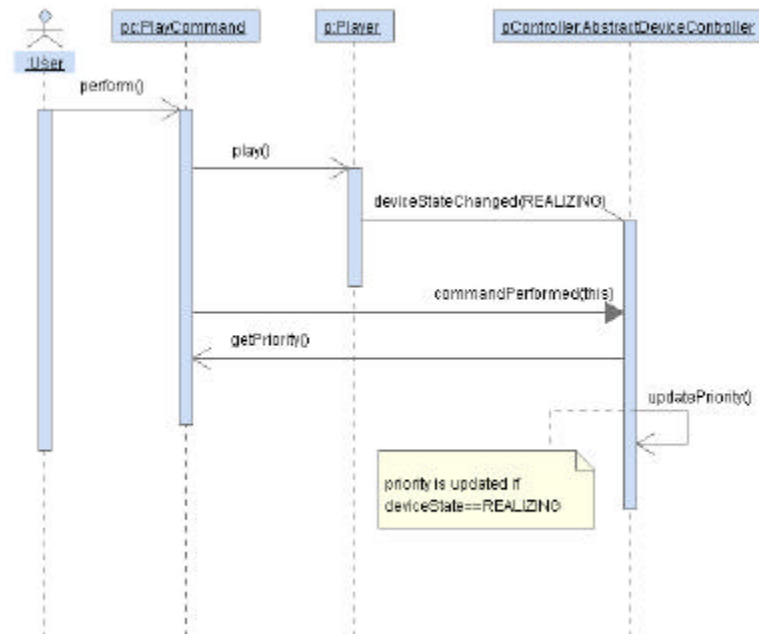 pc:PlayCommand
p:Player
pController:AbstractDeviceController
:User
perform()
play()
deviceStateChanged(REALIZING)
commandPerformed(this)
getPriority()
updatePriority()
priority is updated if
deviceState==REALIZING